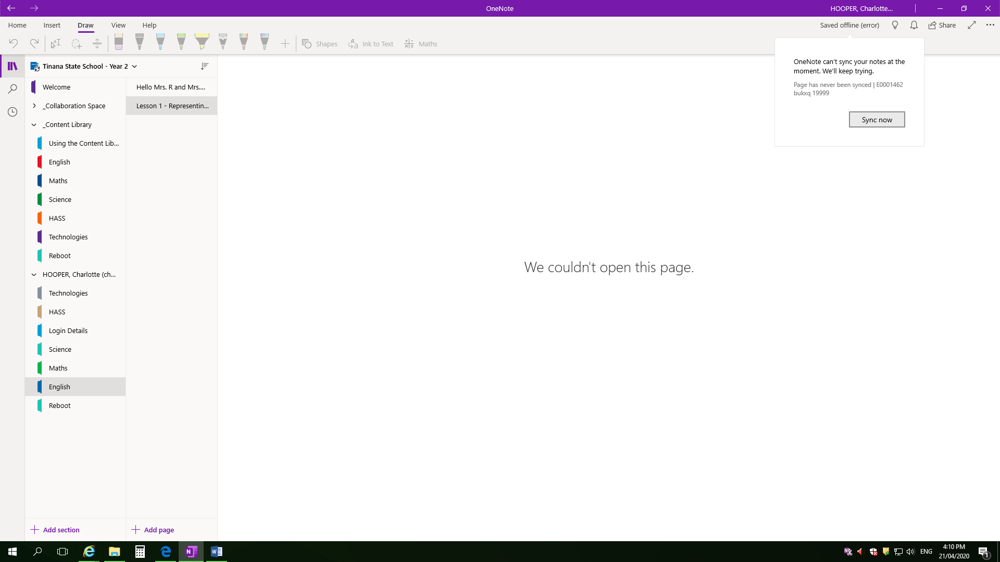 OneNote
HOOPER, Charlotte...
Home Insert Draw View Help
Saved offline (error) Share
Shapes Ink to Text Maths
OneNote can't sync your notes at the
moment. We'll keep trying.
Page has never been synced | E0001462
bukxq 19999
Sync now
Tinana State School - Year 2
Welcome
_Collaboration Space
_Content Library
Using the Content Lib...
English
Maths
Science
HASS
Technologies
Reboot
HOOPER, Charlotte (ch...
Technologies
HASS
Login Details
Science
Maths
English
Reboot
Hello Mrs. R and Mrs....
Lesson 1 - Representin...
We couldn't open this page.
Add section
Add page
ENG
4:10 PM
21/04/2020
1